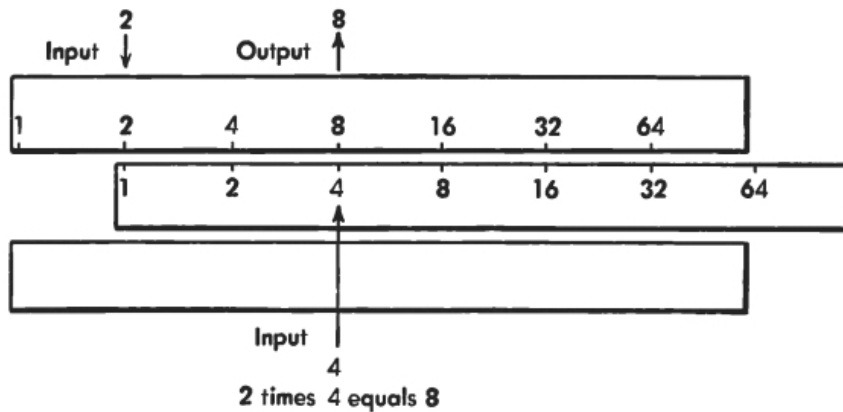 2 8
Input Output
1 2 4 8 16 32 64
1 2 4 8 16 32 64
Input
4
2 times 4 equals 8